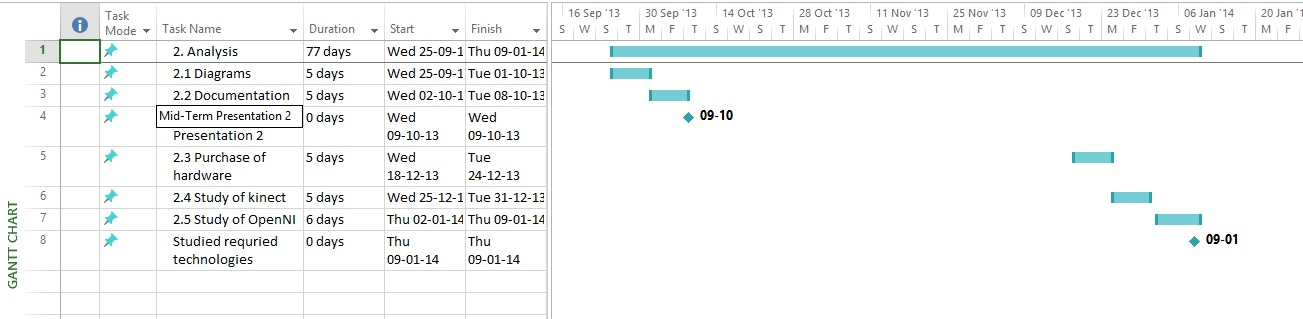 16 Sep '13 30 Sep '13 14 Oct '13 28 Oct '13 11 Nov '13 25 Nov '13 09 Dec '13 23 Dec '13 06 Jan '14 20 Jan '
Task Mode Task Name Duration Start Finish S W S T M F T S W S T M F T S W S T M F T S W S T M F T S W S T M F
1 2. Analysis 77 days Wed 25-09-1 Thu 09-01-14
2 2.1 Diagrams 5 days Wed 25-09-1 Tue 01-10-13
3 2.2 Documentation 5 days Wed 02-10-1 Tue 08-10-13
4 Mid-Term Presentation 2 0 days Wed Wed 09-10
Presentation 2 09-10-13 09-10-13
5 2.3 Purchase of 5 days Wed Tue
hardware 18-12-13 24-12-13
6 2.4 Study of kinect 5 days Wed 25-12-1 Tue 31-12-13
7 2.5 Study of OpenNI 6 days Thu 02-01-14 Thu 09-01-14
8 Studied requried 0 days Thu Thu 09-01
technologies 09-01-14 09-01-14
GANTT CHART